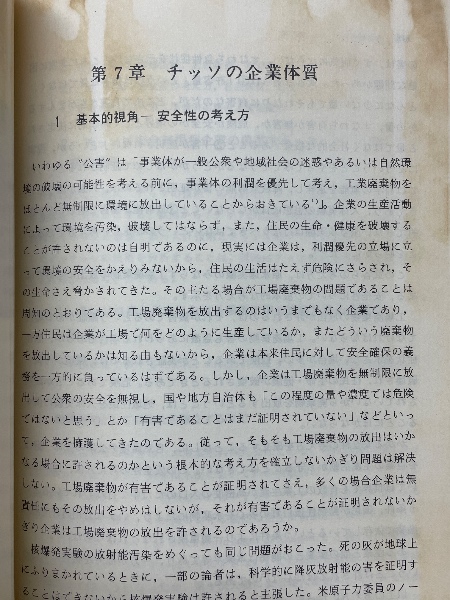 第7章 チッソの企業体質
1 基本的視角— 安全性の考え方
いわゆる“公害”は「事業体が一般公衆や地域社会の迷惑やあるいは自然環
境の破壊の可能性を考える前に，事業体の利潤を優先して考え，工業廃棄物を
ほとんど無制限に環境に放出していることからおきている」。企業の生産活動
によって環境を汚染，破壊してはならず，また，住民の生命・健康を破壊する
ことが許されないのは自明であるのに，現実には企業は，利潤優先の立場に立
って環境の安全をかえりみないから，住民の生活はたえず危険にさらされ，そ
の生命さえ脅かされてきた。その主たる場合が工場廃棄物の問題であることは
周知のとおりである。工場廃棄物を放出するのはいうまでもなく企業であり，
一方住民は企業が工場で何をどのように生産しているか，またどういう廃棄物
を放出しているかは知る由もないから，企業は本来住民に対して安全確保の義
務を一方的に負っているはずである。しかし，企業は工場廃棄物を無制限に放
出して公衆の安全を無視し，国や地方自治体も「この程度の量や濃度では危険
ではないと思う」とか「有害であることはまだ証明されていない」などといっ
て，企業を擁護してきたのである。従って，そもそも工場廃棄物の放出はいか
なる場合に許されるのかという根本的な考え方を確立しないかぎり問題は解決
しない。工場廃棄物が有害であることが証明されてさえ，多くの場合企業は無
責任にもその放出をやめはしないが，それが有害であることが証明されないか
ぎり企業は工場廃棄物の放出を許されるのであろうか。
核爆発実験の放射能汚染をめぐっても同じ問題がおこった。死の灰が地球上
にふりまかれているときに，一部の論者は，科学的に降灰放射能の害を証明す
ることはできないから核爆発実験は許されると主張した。米原子力委員会のノー